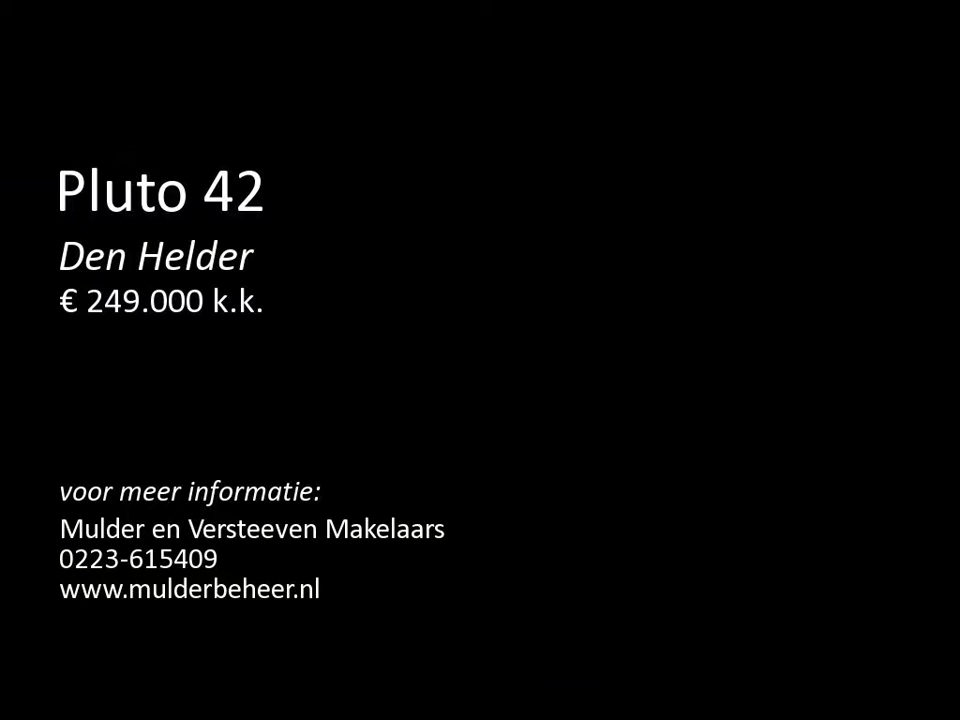 Pluto 42
Den Helder
€ 249.000 k.k.
voor meer informatie:
Mulder en Versteeven Makelaars
0223-615409
www.mulderbeheer.nl